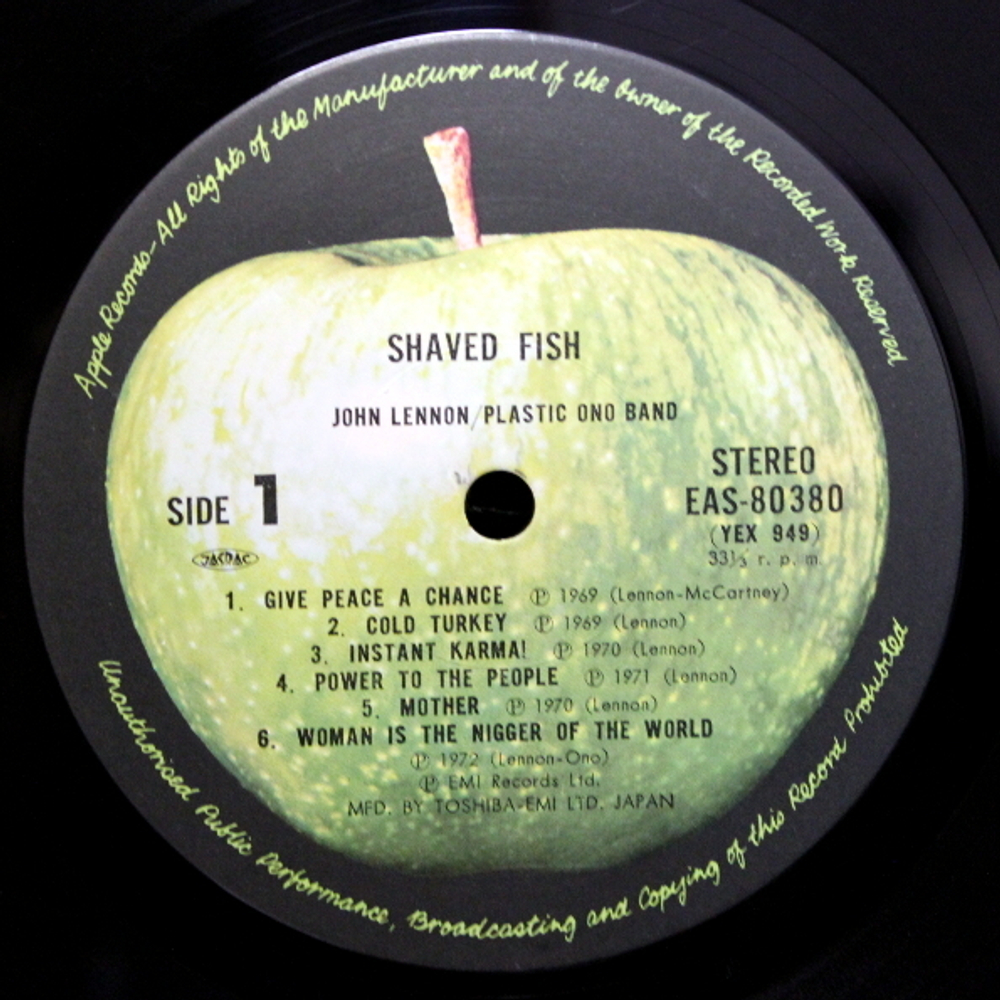 Apple Records-All Rights of the Manufacturer and of the Owner of the Recorded Work Reserved
SHAVED FISH
JOHN LENNON/PLASTIC ONO BAND
STEREO
SIDE 1
EAS-80380
(YEX 949)
JASRAC
33⅓ r. p. m.
1. GIVE PEACE A CHANCE ℗ 1969 (Lennon-McCartney)
2. COLD TURKEY ℗ 1969 (Lennon)
3. INSTANT KARMA! ℗ 1970 (Lennon)
4. POWER TO THE PEOPLE ℗ 1971 (Lennon)
5. MOTHER ℗ 1970 (Lennon)
6. WOMAN IS THE NIGGER OF THE WORLD
℗ 1972 (Lennon-Ono)
℗ EMI Records Ltd.
MFD. BY TOSHIBA-EMI LTD. JAPAN
Unauthorised Public Performance, Broadcasting and Copying of this Record Prohibited